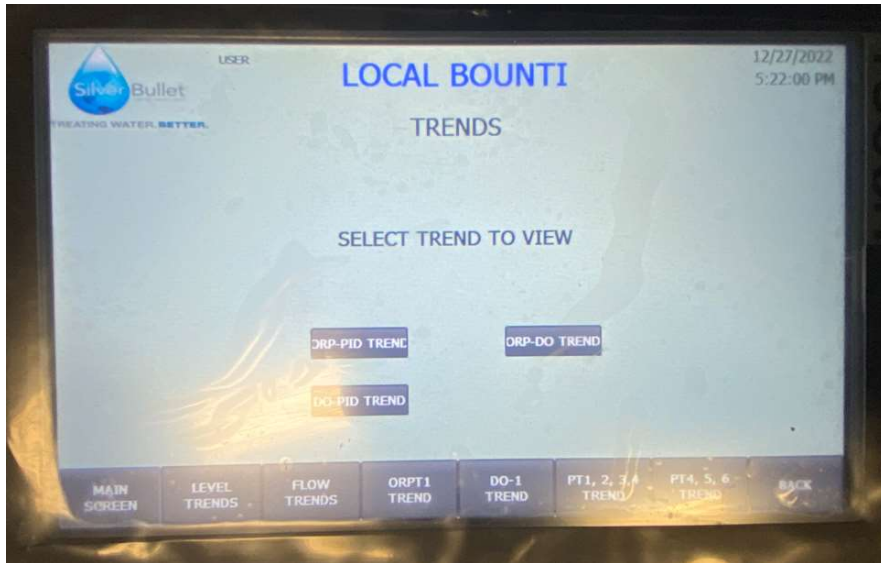 USER
LOCAL BOUNTI
12/27/2022
5:22:00 PM
Silver Bullet
TREATING WATER. BETTER.
TRENDS
SELECT TREND TO VIEW
ORP-PID TREND
ORP-DO TREND
DO-PID TREND
MAIN
SCREEN
LEVEL
TRENDS
FLOW
TRENDS
ORPT1
TREND
DO-1
TREND
PT1, 2, 3,4
TREND
PT4, 5, 6
TREND
BACK